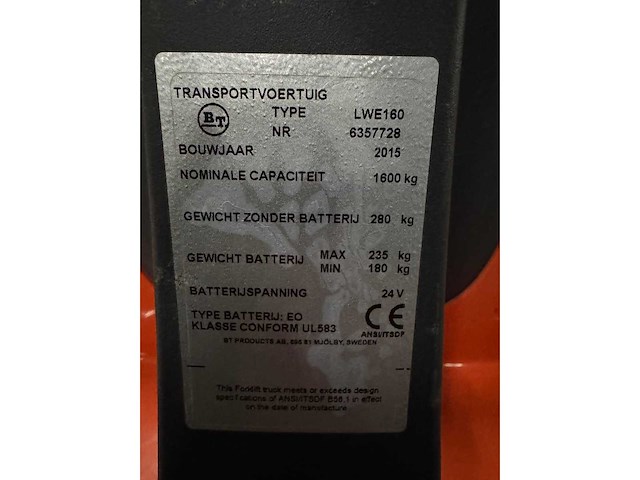 TRANSPORTVOERTUIG
BT TYPE LWE160
NR 6357728
BOUWJAAR 2015
NOMINALE CAPACITEIT 1600 kg
GEWICHT ZONDER BATTERIJ 280 kg
GEWICHT BATTERIJ MAX 235 kg
MIN 180 kg
BATTERIJSPANNING 24 V
TYPE BATTERIJ: EO
KLASSE CONFORM UL583
CE
ANSI/ITSDF
BT PRODUCTS AB, 595 81 MJÖLBY, SWEDEN
This Forklift truck meets or exceeds design
specifications of ANSI/ITSDF B56.1 in effect
on the date of manufacture.